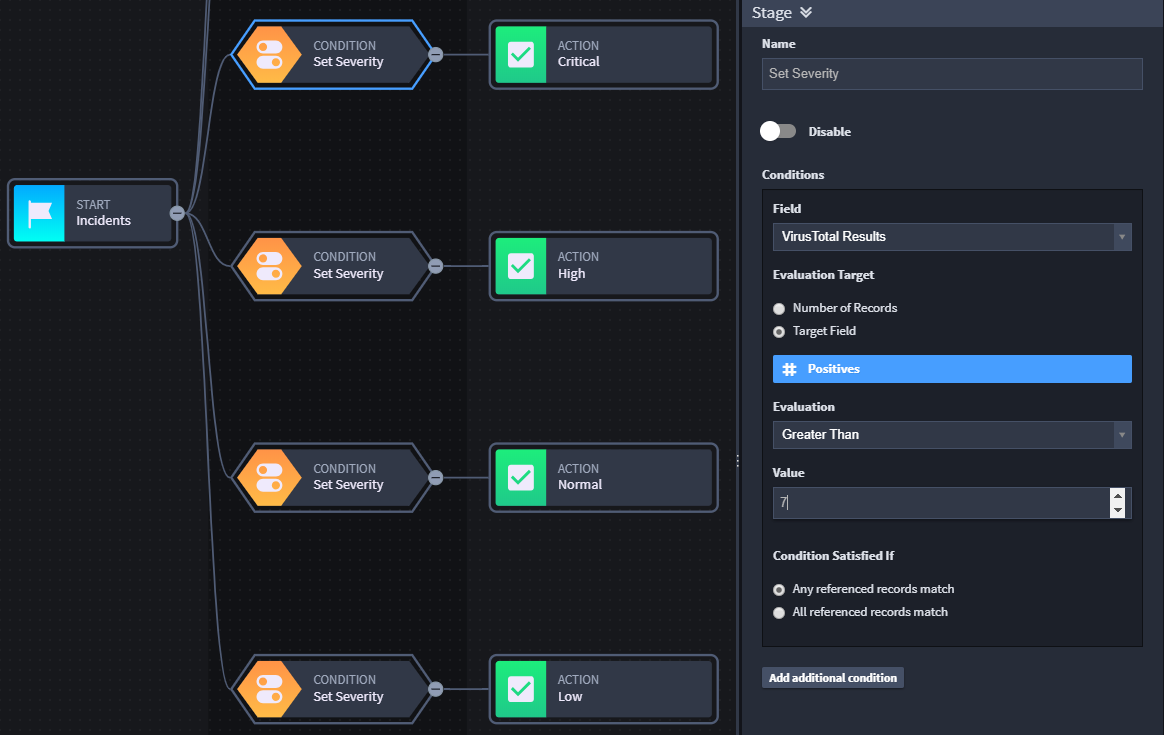 START
Incidents
CONDITION
Set Severity
ACTION
Critical
CONDITION
Set Severity
ACTION
High
CONDITION
Set Severity
ACTION
Normal
CONDITION
Set Severity
ACTION
Low
Stage
Name
Set Severity
Disable
Conditions
Field
VirusTotal Results
Evaluation Target
Number of Records
Target Field
# Positives
Evaluation
Greater Than
Value
7
Condition Satisfied If
Any referenced records match
All referenced records match
Add additional condition